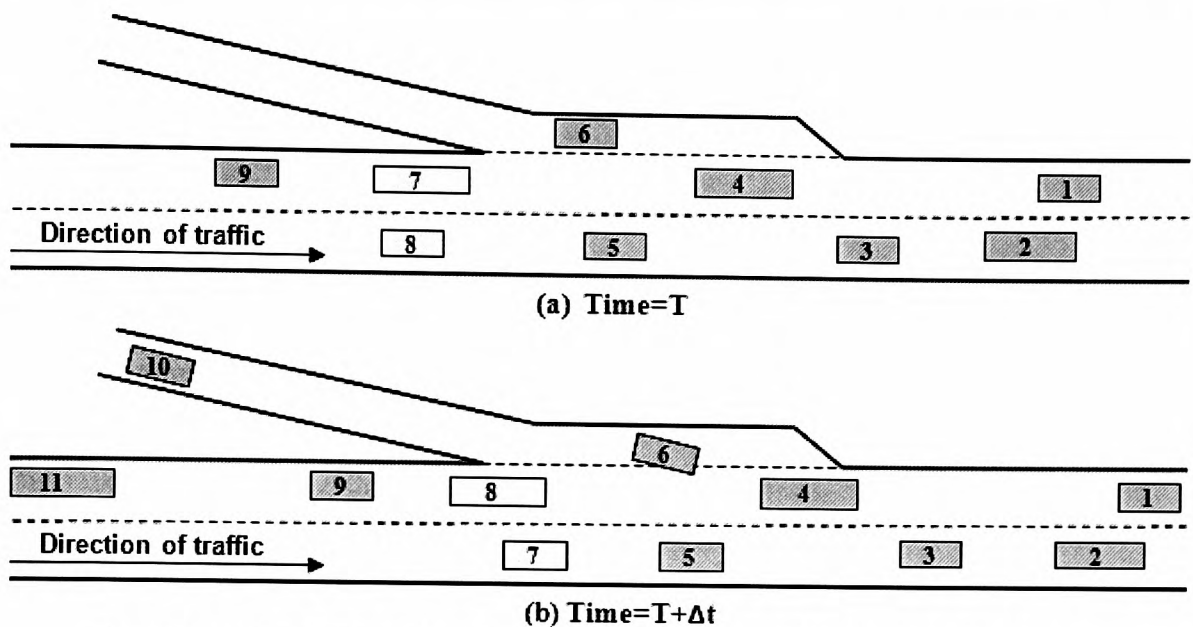 6
9 7 4 1
Direction of traffic
8 5 3 2
(a) Time=T
10
6
11 9 8 4 1
Direction of traffic
7 5 3 2
(b) Time=T+Δt